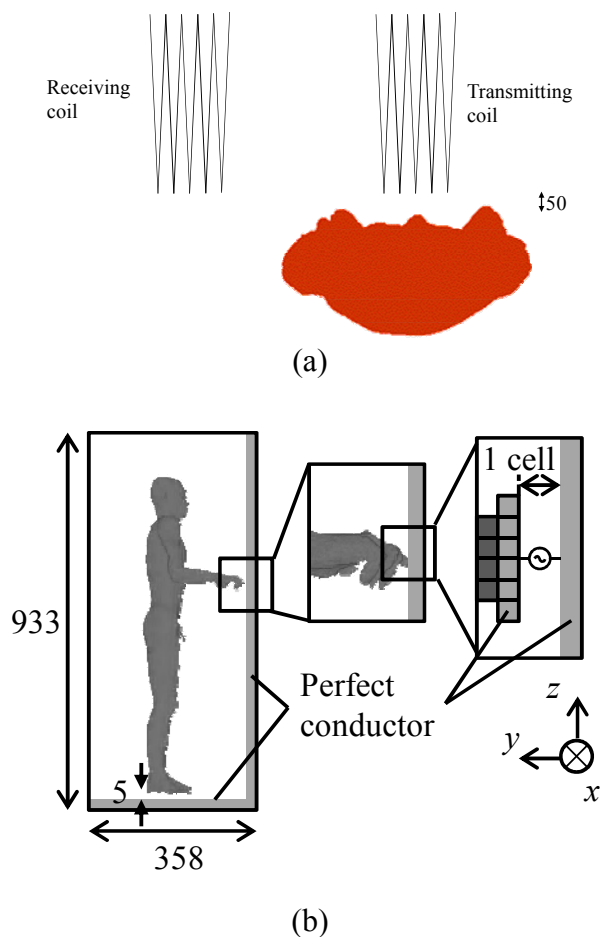 Receiving
coil
Transmitting
coil
50
(a)
1 cell
933
Perfect
conductor
z
y
x
5
358
(b)